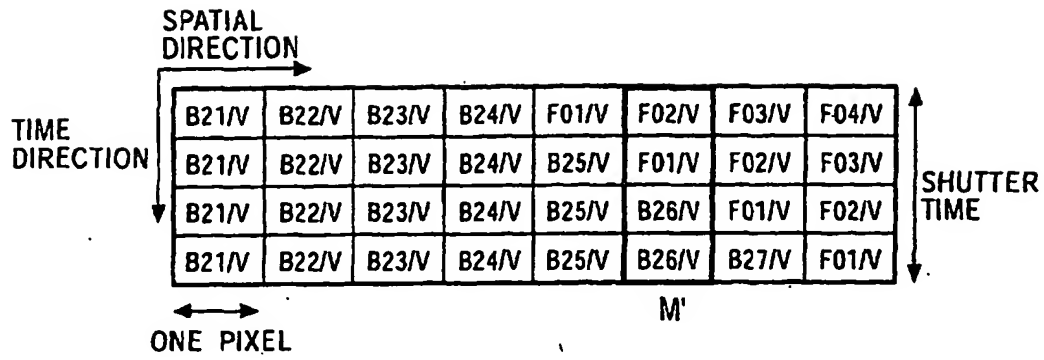 SPATIAL
DIRECTION
TIME
DIRECTION
B21/V B22/V B23/V B24/V F01/V F02/V F03/V F04/V
B21/V B22/V B23/V B24/V B25/V F01/V F02/V F03/V
B21/V B22/V B23/V B24/V B25/V B26/V F01/V F02/V
B21/V B22/V B23/V B24/V B25/V B26/V B27/V F01/V
SHUTTER
TIME
M'
ONE PIXEL